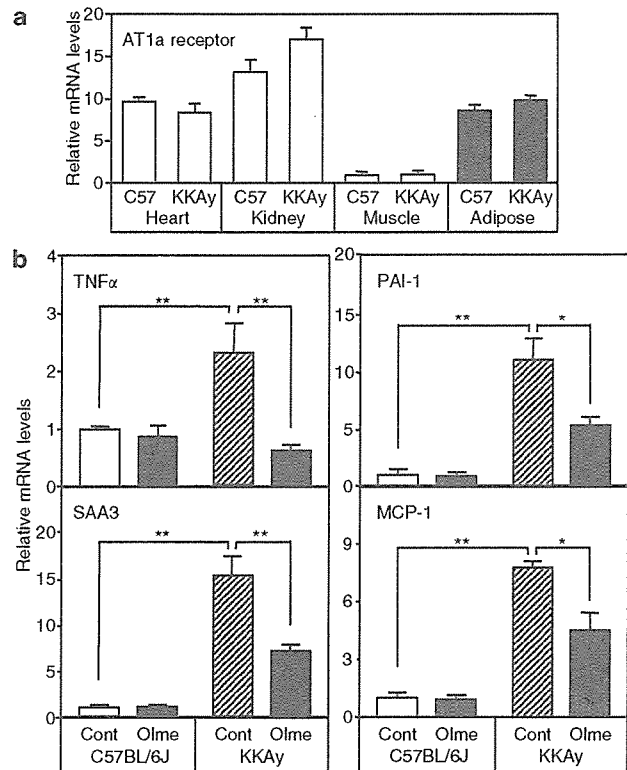 a
AT1a receptor
Relative mRNA levels
20
15
10
5
0
C57 KKAy C57 KKAy C57 KKAy C57 KKAy
Heart Kidney Muscle Adipose
b
Relative mRNA levels
TNFα
4
3
2
1
0
** **
PAI-1
20
15
10
5
0
** *
SAA3
20
15
10
5
0
** **
MCP-1
9
6
3
0
** *
Cont Olme Cont Olme
C57BL/6J KKAy
Cont Olme Cont Olme
C57BL/6J KKAy